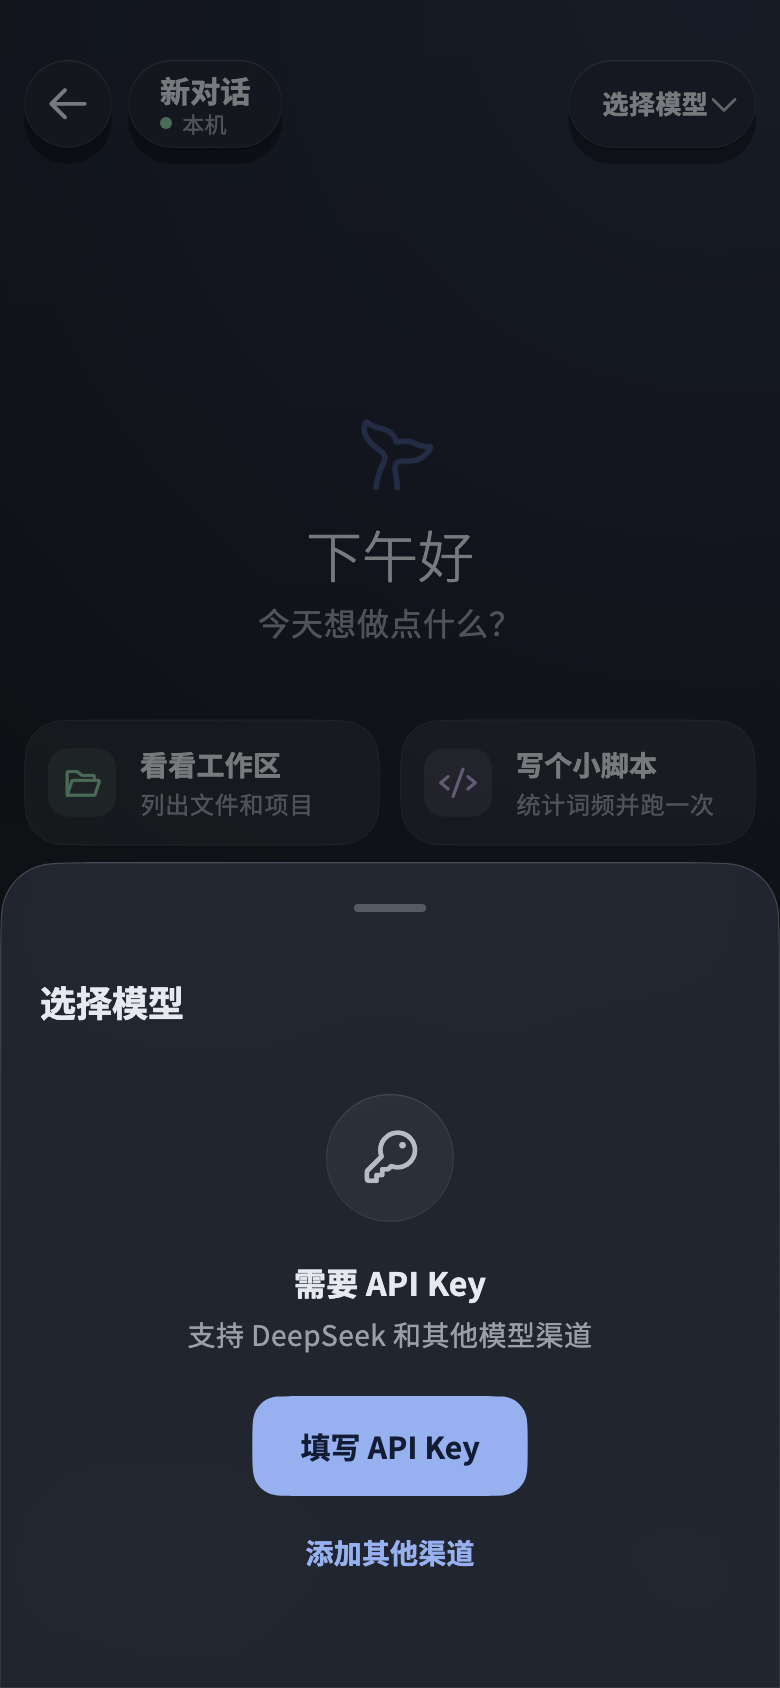 新对话
本机
选择模型
下午好
今天想做点什么?
看看工作区
列出文件和项目
写个小脚本
统计词频并跑一次
选择模型
需要 API Key
支持 DeepSeek 和其他模型渠道
填写 API Key
添加其他渠道